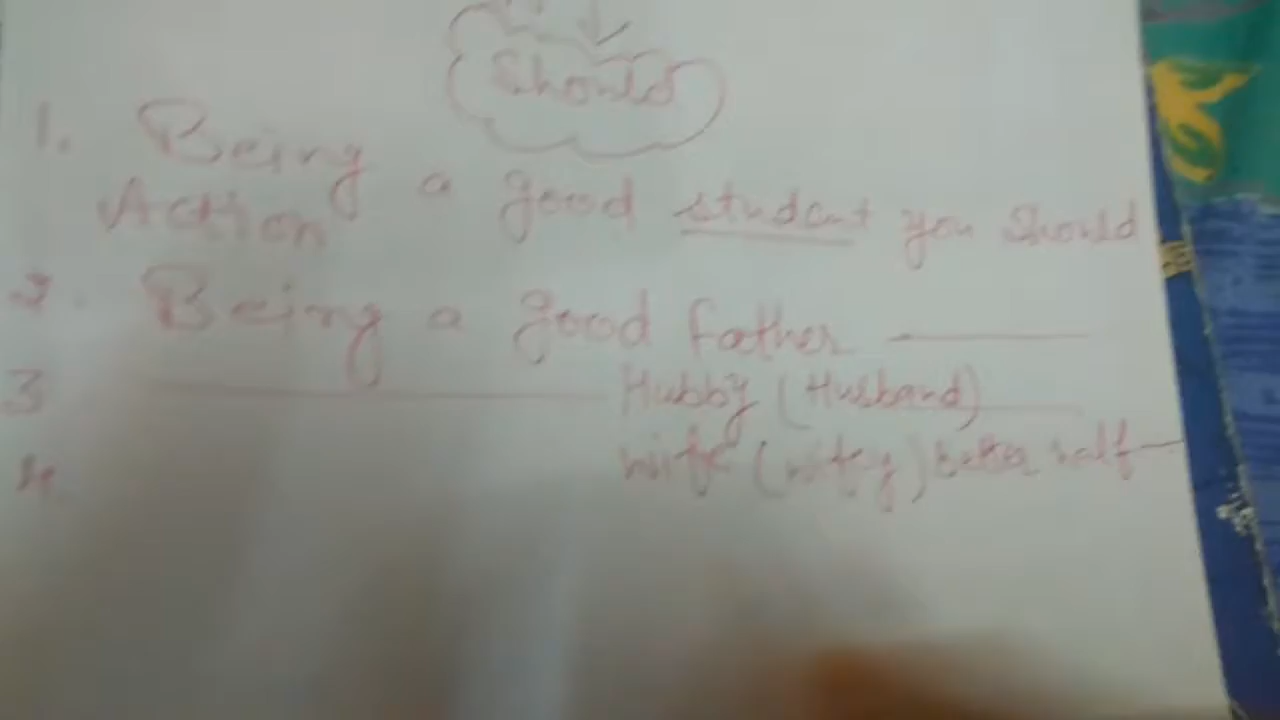 Should
1. Being a good student you should
Action
2. Being a good father
3 Hubby (Husband)
4 wife (wifey) better half